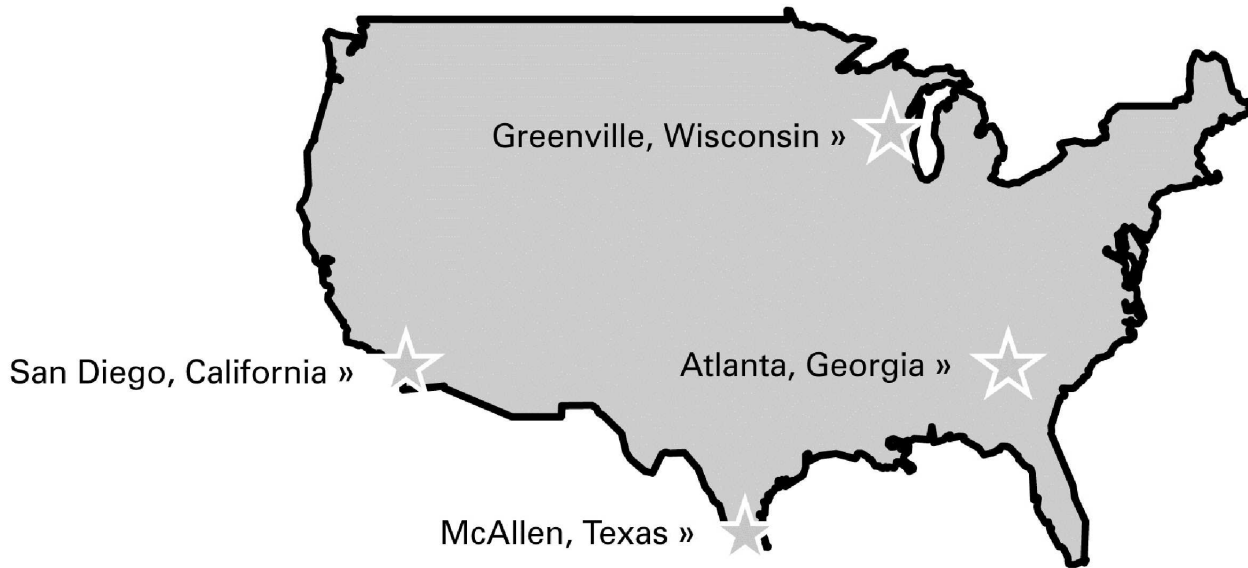 Greenville, Wisconsin »
San Diego, California »
Atlanta, Georgia »
McAllen, Texas »